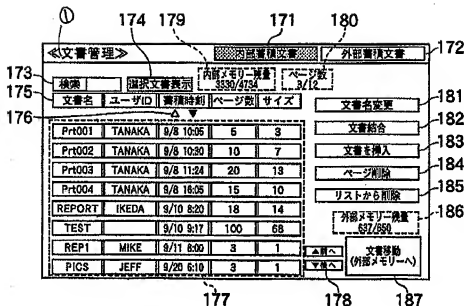 ①
179
171
180
174
≪文書管理≫
内部蓄積文書
外部蓄積文書
172
173
検索
選択文書表示
内部メモリー残量
3330/4734
ページ数
3/12
175
文書名 ユーザID 蓄積時刻 ページ数 サイズ
文書名変更
181
176
△ ▼
文書結合
182
Prt001 TANAKA 9/8 10:05 5 3
Prt002 TANAKA 9/8 10:30 10 7
文書を挿入
183
Prt003 TANAKA 9/8 11:24 20 13
ページ削除
184
Prt004 TANAKA 9/8 16:05 15 10
リストから削除
185
REPORT IKEDA 9/10 8:20 18 14
外部メモリー残量
637/650
186
TEST 9/10 9:17 100 68
REP1 MIKE 9/11 8:00 3 1
▲前へ
文書移動
(外部メモリーへ)
PICS JEFF 9/20 6:10 3 1
▼後へ
177
178
187